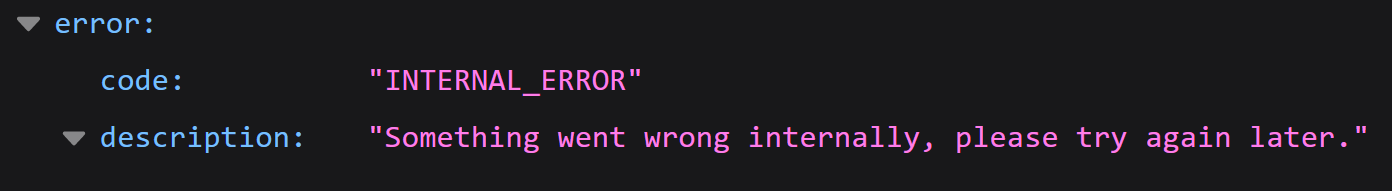 error:
code: "INTERNAL_ERROR"
description: "Something went wrong internally, please try again later."